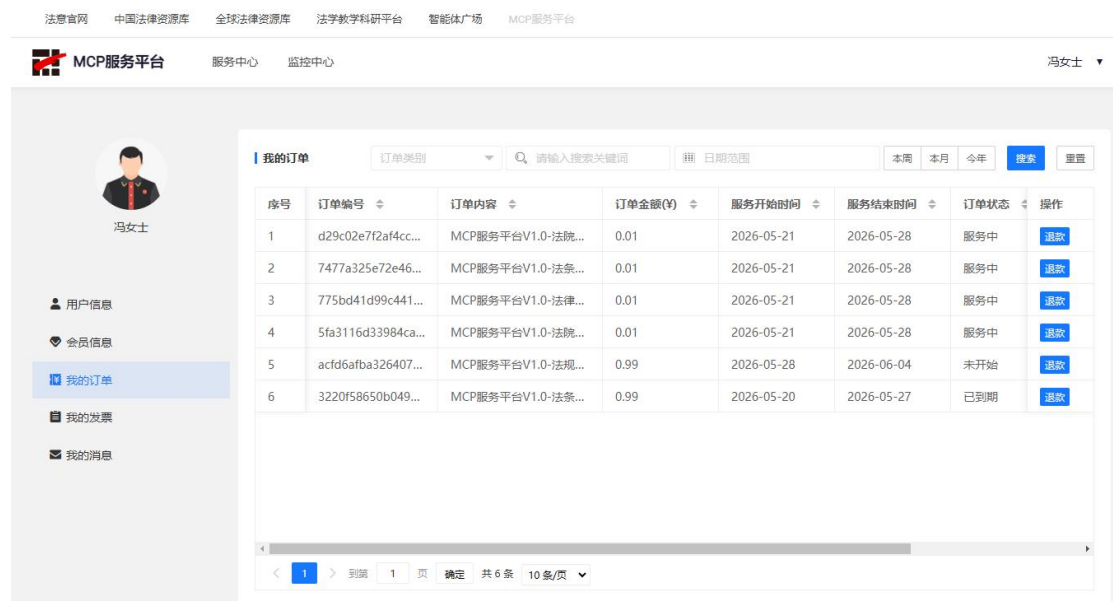 法意官网 中国法律资源库 全球法律资源库 法学教学科研平台 智能体广场 MCP服务平台
MCP服务平台 服务中心 监控中心 冯女士
冯女士
用户信息
会员信息
我的订单
我的发票
我的消息
我的订单 订单类别 请输入搜索关键词 日期范围 本周 本月 今年 搜索 重置
序号 订单编号 订单内容 订单金额(¥) 服务开始时间 服务结束时间 订单状态 操作
1 d29c02e7f2af4cc... MCP服务平台V1.0-法院... 0.01 2026-05-21 2026-05-28 服务中 退款
2 7477a325e72e46... MCP服务平台V1.0-法条... 0.01 2026-05-21 2026-05-28 服务中 退款
3 775bd41d99c441... MCP服务平台V1.0-法律... 0.01 2026-05-21 2026-05-28 服务中 退款
4 5fa3116d33984ca... MCP服务平台V1.0-法院... 0.01 2026-05-21 2026-05-28 服务中 退款
5 acfd6afba326407... MCP服务平台V1.0-法规... 0.99 2026-05-28 2026-06-04 未开始 退款
6 3220f58650b049... MCP服务平台V1.0-法条... 0.99 2026-05-20 2026-05-27 已到期 退款
1 到第 1 页 确定 共 6 条 10 条/页